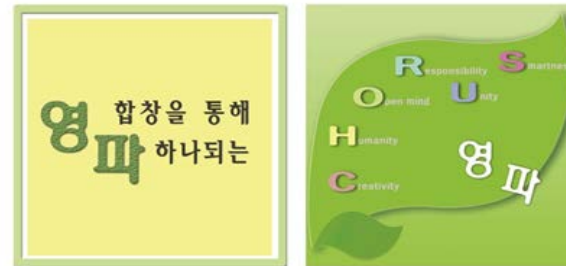 합창을 통해
영파 하나되는
Responsibility
Smartness
Open mind
Unity
Humanity
Creativity
영파